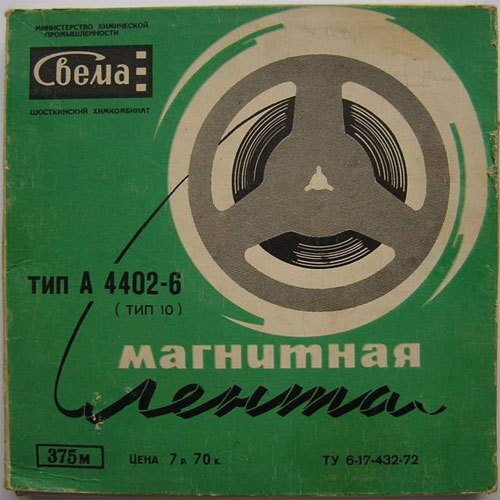 МИНИСТЕРСТВО ХИМИЧЕСКОЙ
ПРОМЫШЛЕННОСТИ
Свема
ШОСТКИНСКИЙ ХИМКОМБИНАТ
ТИП А 4402-6
(ТИП 10)
МАГНИТНАЯ
лента
375м
ЦЕНА 7 р. 70 к.
ТУ 6-17-432-72